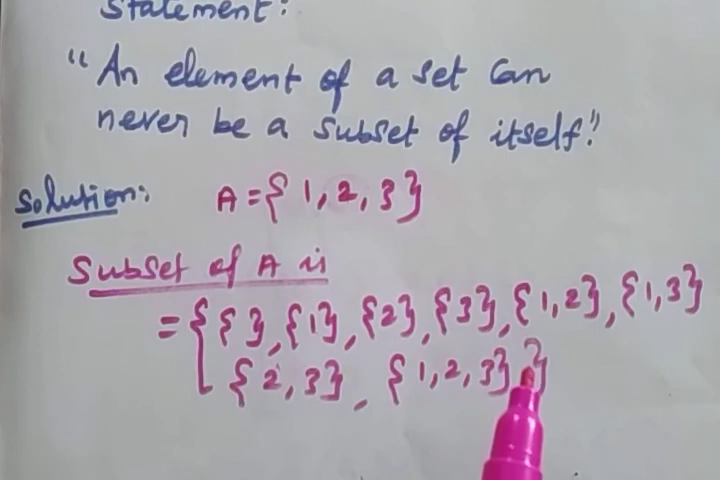 Statement:
"An element of a set can
never be a subset of itself."
Solution: A = { 1, 2, 3 }
Subset of A is
= { { }, {1}, {2}, {3}, {1,2}, {1,3}
{ 2, 3 }, { 1, 2, 3 } }